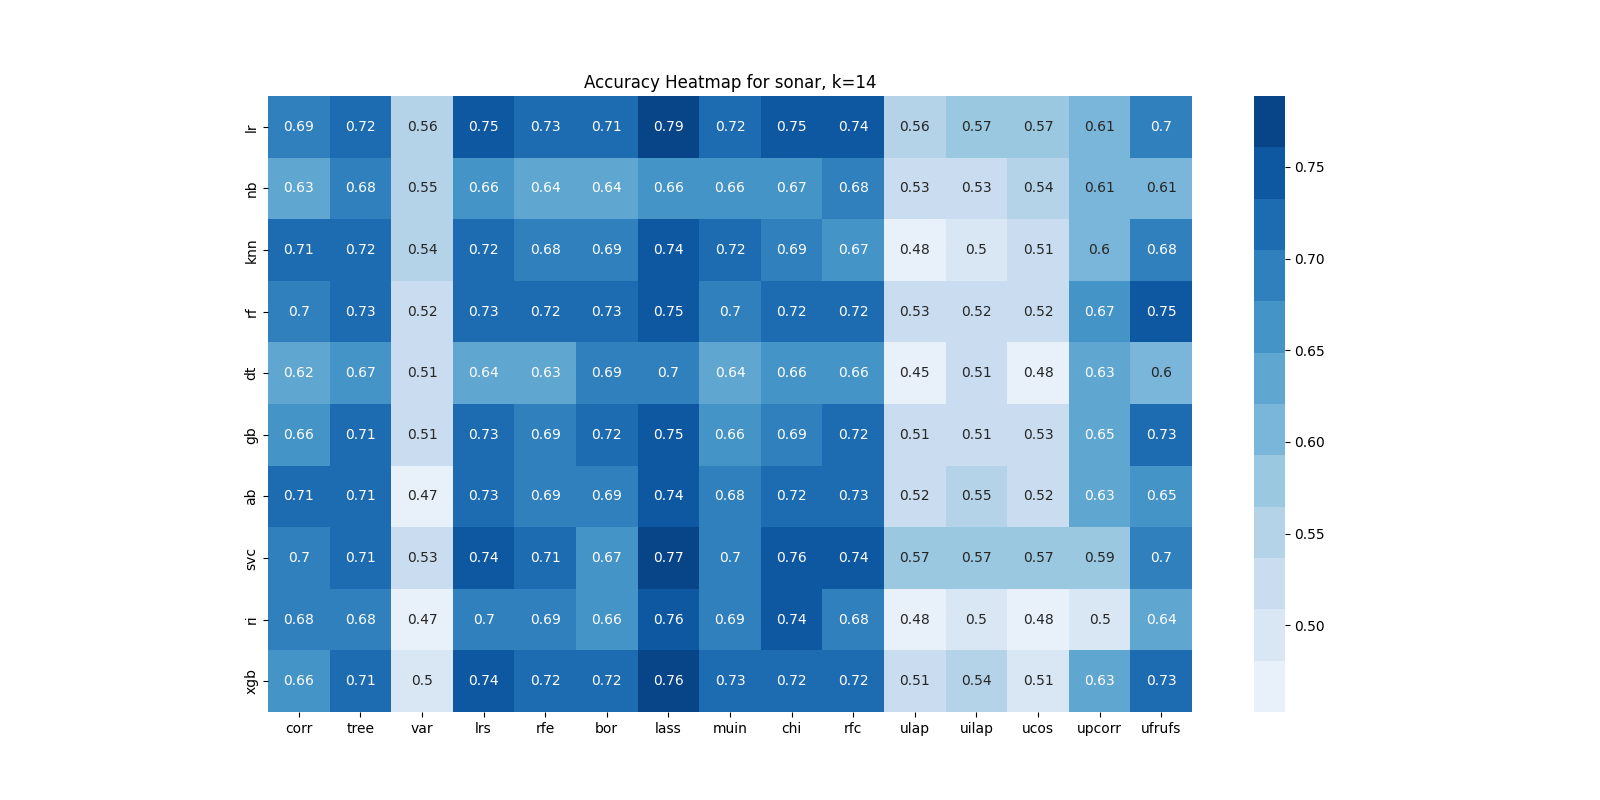 Accuracy Heatmap for sonar, k=14
lr 0.69 0.72 0.56 0.75 0.73 0.71 0.79 0.72 0.75 0.74 0.56 0.57 0.57 0.61 0.7
nb 0.63 0.68 0.55 0.66 0.64 0.64 0.66 0.66 0.67 0.68 0.53 0.53 0.54 0.61 0.61
knn 0.71 0.72 0.54 0.72 0.68 0.69 0.74 0.72 0.69 0.67 0.48 0.5 0.51 0.6 0.68
rf 0.7 0.73 0.52 0.73 0.72 0.73 0.75 0.7 0.72 0.72 0.53 0.52 0.52 0.67 0.75
dt 0.62 0.67 0.51 0.64 0.63 0.69 0.7 0.64 0.66 0.66 0.45 0.51 0.48 0.63 0.6
gb 0.66 0.71 0.51 0.73 0.69 0.72 0.75 0.66 0.69 0.72 0.51 0.51 0.53 0.65 0.73
ab 0.71 0.71 0.47 0.73 0.69 0.69 0.74 0.68 0.72 0.73 0.52 0.55 0.52 0.63 0.65
svc 0.7 0.71 0.53 0.74 0.71 0.67 0.77 0.7 0.76 0.74 0.57 0.57 0.57 0.59 0.7
ri 0.68 0.68 0.47 0.7 0.69 0.66 0.76 0.69 0.74 0.68 0.48 0.5 0.48 0.5 0.64
xgb 0.66 0.71 0.5 0.74 0.72 0.72 0.76 0.73 0.72 0.72 0.51 0.54 0.51 0.63 0.73
corr tree var lrs rfe bor lass muin chi rfc ulap uilap ucos upcorr ufrufs
0.75
0.70
0.65
0.60
0.55
0.50